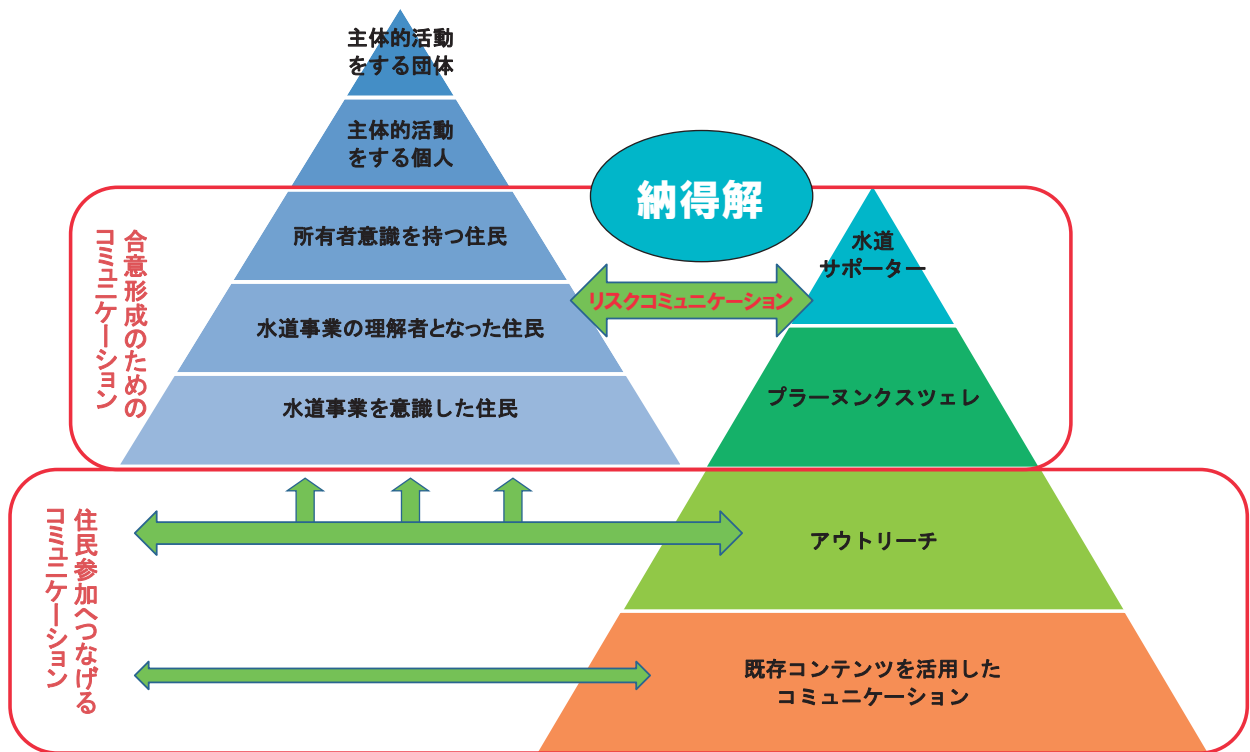 主体的活動
をする団体
主体的活動
をする個人
所有者意識を持つ住民
水道事業の理解者となった住民
水道事業を意識した住民
合意形成のための
コミュニケーション
納得解
リスクコミュニケーション
水道
サポーター
プラーヌンクスツェレ
住民参加へつなげる
コミュニケーション
アウトリーチ
既存コンテンツを活用した
コミュニケーション